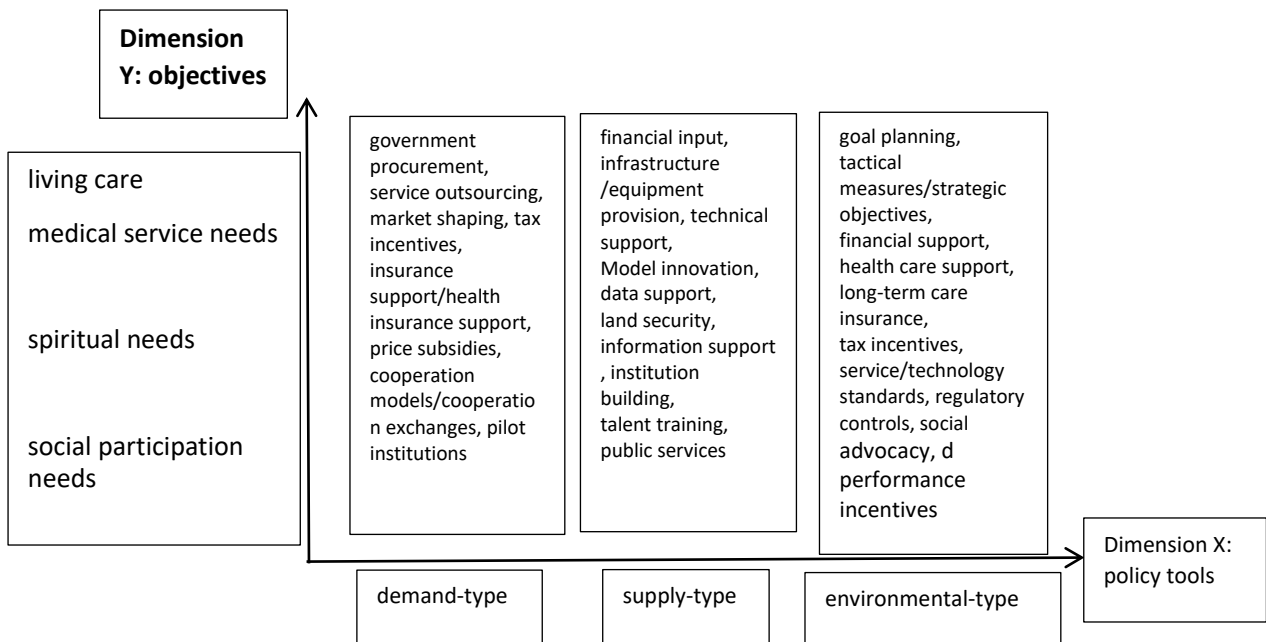 Dimension
Y: objectives
living care
medical service needs
spiritual needs
social participation
needs
government
procurement,
service outsourcing,
market shaping, tax
incentives,
insurance
support/health
insurance support,
price subsidies,
cooperation
models/cooperatio
n exchanges, pilot
institutions
financial input,
infrastructure
/equipment
provision, technical
support,
Model innovation,
data support,
land security,
information support
, institution
building,
talent training,
public services
goal planning,
tactical
measures/strategic
objectives,
financial support,
health care support,
long-term care
insurance,
tax incentives,
service/technology
standards, regulatory
controls, social
advocacy, d
performance
incentives
Dimension X:
policy tools
demand-type
supply-type
environmental-type